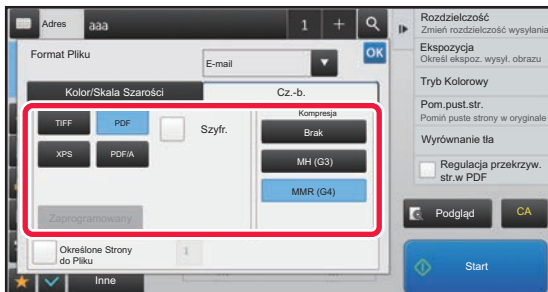 Adres
aaa
1
Format Pliku
E-mail
OK
Kolor/Skala Szarości
Cz.-b.
TIFF
PDF
Szyfr.
XPS
PDF/A
Zaprogramowany
Kompresja
Brak
MH (G3)
MMR (G4)
Określone Strony
do Pliku
1
Inne
Rozdzielczość
Zmień rozdzielczość wysyłania
Ekspozycja
Określ ekspoz. wysył. obrazu
Tryb Kolorowy
Pom.pust.str.
Pomiń puste strony w oryginale
Wyrównanie tła
Regulacja przekrzyw.
str.w PDF
Podgląd
CA
Start